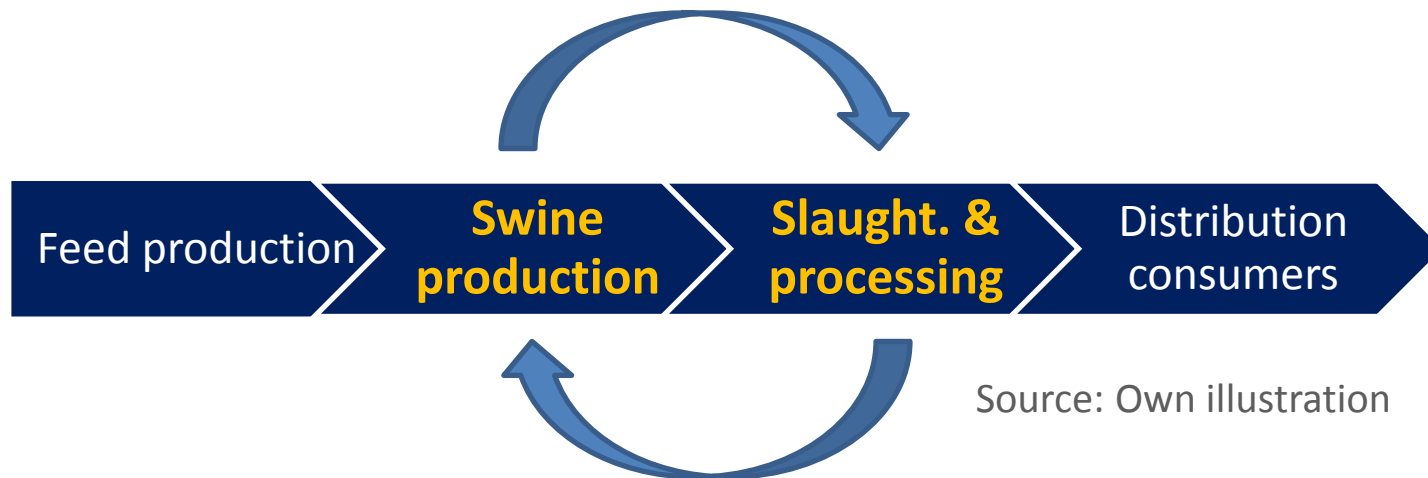 Feed production
Swine
production
Slaught. &
processing
Distribution
consumers
Source: Own illustration